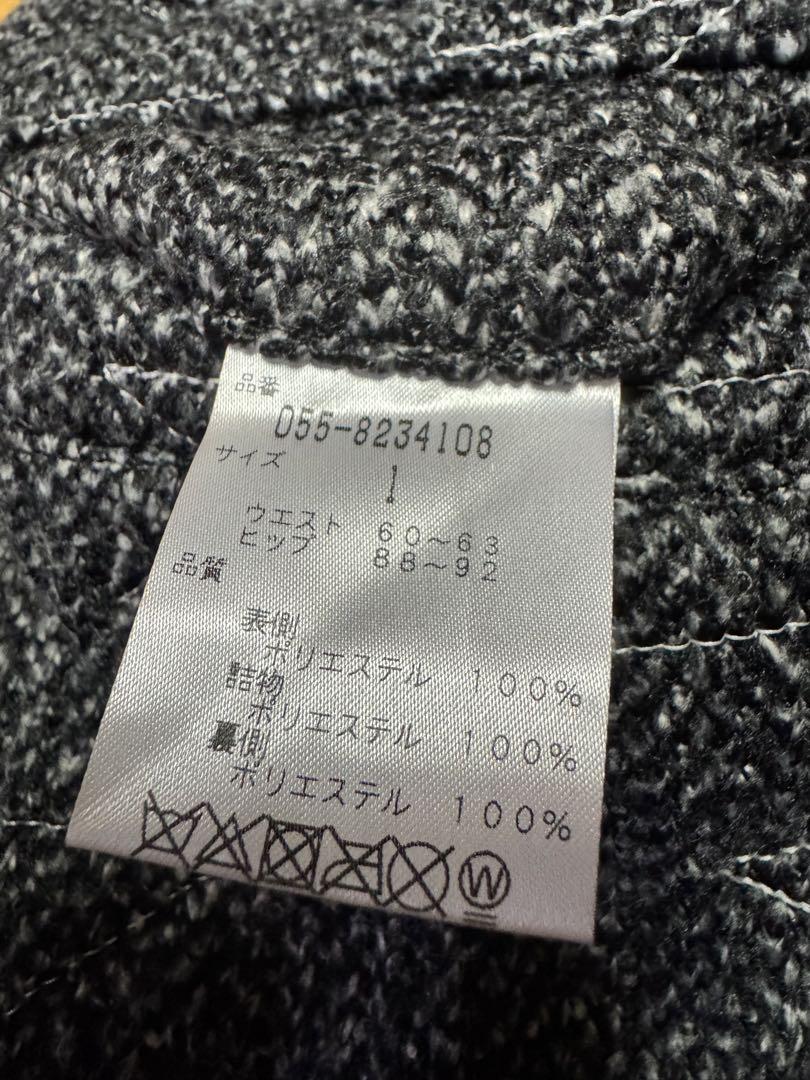 品番
055-8234108
サイズ
1
ウエスト 60～63
ヒップ 88～92
品質
表側
ポリエステル 100%
詰物
ポリエステル 100%
裏側
ポリエステル 100%
W